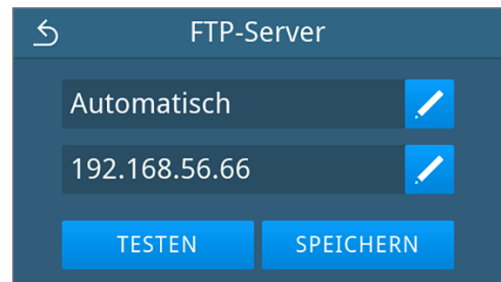 FTP-Server
Automatisch
192.168.56.66
TESTEN SPEICHERN